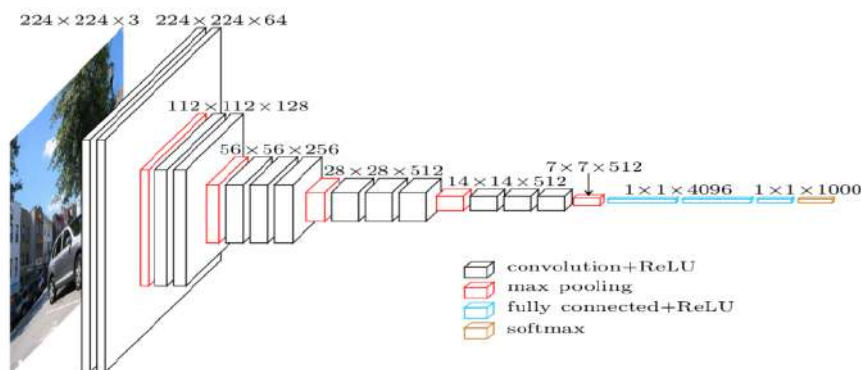 224 × 224 × 3
224 × 224 × 64
112 × 112 × 128
56 × 56 × 256
28 × 28 × 512
14 × 14 × 512
7 × 7 × 512
1 × 1 × 4096
1 × 1 × 1000
convolution+ReLU
max pooling
fully connected+ReLU
softmax